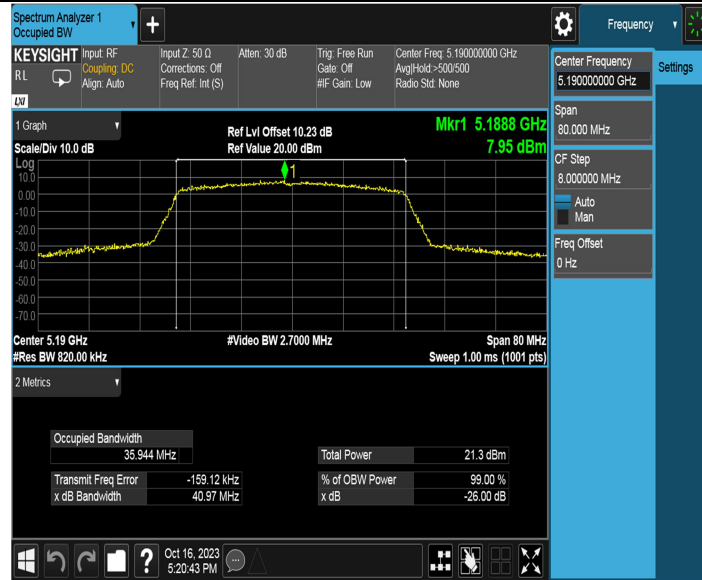 Spectrum Analyzer 1
Occupied BW
Frequency
KEYSIGHT
RL
LXI
Input: RF
Coupling: DC
Align: Auto
Input Z: 50 Ω
Corrections: Off
Freq Ref: Int (S)
Atten: 30 dB
Trig: Free Run
Gate: Off
#IF Gain: Low
Center Freq: 5.190000000 GHz
Avg|Hold:>500/500
Radio Std: None
Center Frequency
5.190000000 GHz
Settings
Span
80.000 MHz
CF Step
8.000000 MHz
Auto
Man
Freq Offset
0 Hz
1 Graph
Scale/Div 10.0 dB
Ref Lvl Offset 10.23 dB
Ref Value 20.00 dBm
Mkr1 5.1888 GHz
7.95 dBm
Log
10.0
0.00
-10.0
-20.0
-30.0
-40.0
-50.0
-60.0
-70.0
1
Center 5.19 GHz
#Res BW 820.00 kHz
#Video BW 2.7000 MHz
Span 80 MHz
Sweep 1.00 ms (1001 pts)
2 Metrics
Occupied Bandwidth
35.944 MHz
Total Power 21.3 dBm
Transmit Freq Error -159.12 kHz
% of OBW Power 99.00 %
x dB Bandwidth 40.97 MHz
x dB -26.00 dB
Oct 16, 2023
5:20:43 PM